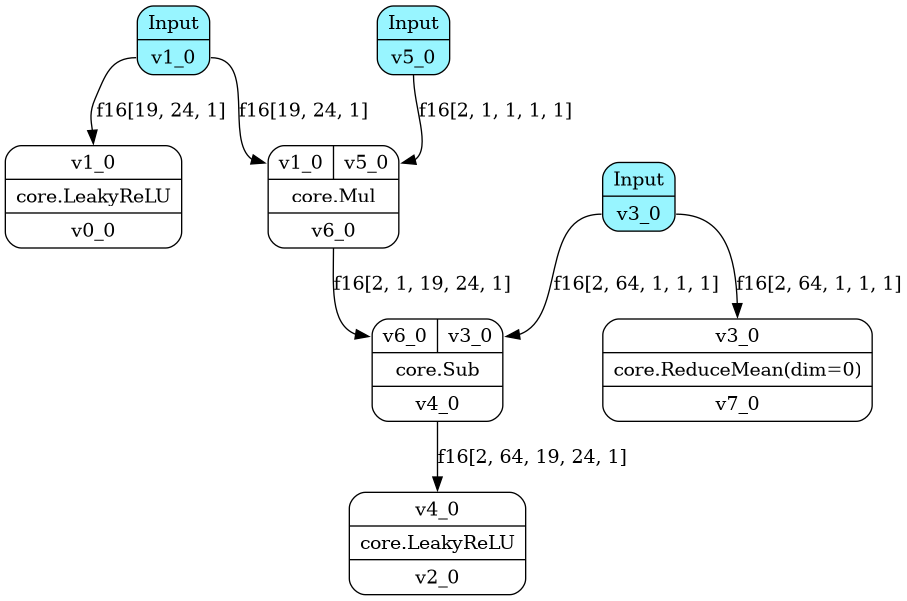 Input
v1_0
Input
v5_0
f16[19, 24, 1]
f16[19, 24, 1]
f16[2, 1, 1, 1, 1]
v1_0
core.LeakyReLU
v0_0
v1_0 v5_0
core.Mul
v6_0
Input
v3_0
f16[2, 1, 19, 24, 1]
f16[2, 64, 1, 1, 1]
f16[2, 64, 1, 1, 1]
v6_0 v3_0
core.Sub
v4_0
v3_0
core.ReduceMean(dim=0)
v7_0
f16[2, 64, 19, 24, 1]
v4_0
core.LeakyReLU
v2_0